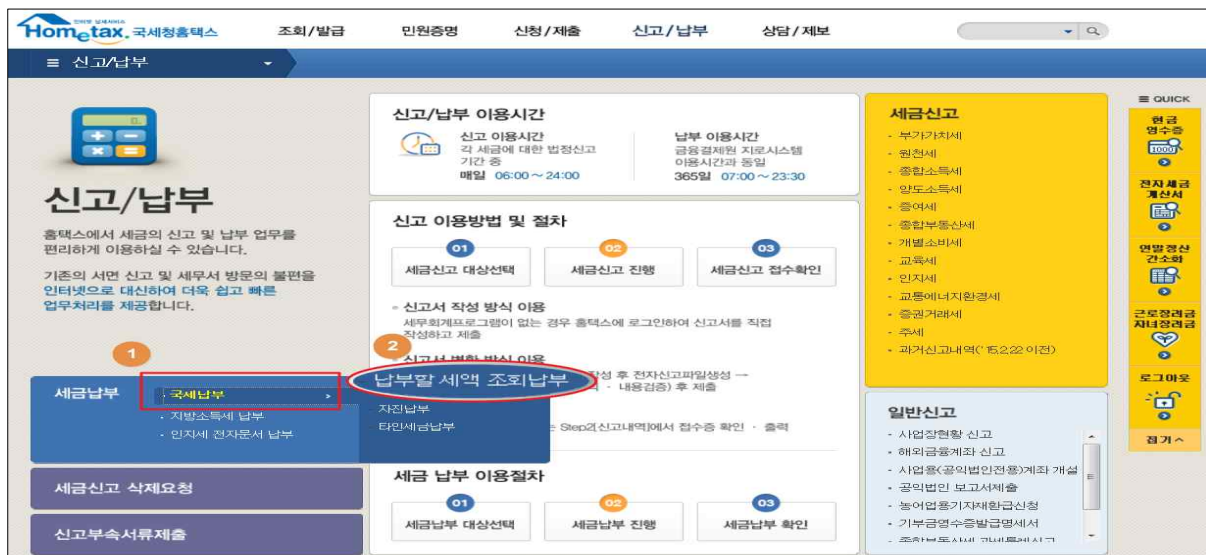 인터넷 납세서비스
Hometax. 국세청홈택스
조회/발급
민원증명
신청/제출
신고/납부
상담/제보
신고/납부
신고/납부
홈택스에서 세금의 신고 및 납부 업무를
편리하게 이용하실 수 있습니다.
기존의 서면 신고 및 세무서 방문의 불편을
인터넷으로 대신하여 더욱 쉽고 빠른
업무처리를 제공합니다.
1
세금납부
· 국세납부 >
· 지방소득세 납부
· 인지세 전자문서 납부
세금신고 삭제요청
신고부속서류제출
신고/납부 이용시간
신고 이용시간
각 세금에 대한 법정신고
기간 중
매일 06:00 ~ 24:00
납부 이용시간
금융결제원 지로시스템
이용시간과 동일
365일 07:00 ~ 23:30
신고 이용방법 및 절차
01
세금신고 대상선택
02
세금신고 진행
03
세금신고 접수확인
신고서 작성 방식 이용
세무회계프로그램이 없는 경우 홈택스에 로그인하여 신고서를 직접
작성하고 제출
2
신고서 변환 방식 이용
작성 후 전자신고파일생성 →
· 내용검증) 후 제출
납부할 세액 조회납부
· 자진납부
· 타인세금납부
는 Step2[신고내역]에서 접수증 확인 · 출력
세금 납부 이용절차
01
세금납부 대상선택
02
세금납부 진행
03
세금납부 확인
세금신고
- 부가가치세
- 원천세
- 종합소득세
- 양도소득세
- 증여세
- 종합부동산세
- 개별소비세
- 교육세
- 인지세
- 교통에너지환경세
- 증권거래세
- 주세
- 과거신고내역('15.2.22 이전)
일반신고
- 사업장현황 신고
- 해외금융계좌 신고
- 사업용(공익법인전용)계좌 개설
- 공익법인 보고서제출
- 농어업용기자재환급신청
- 기부금영수증발급명세서
- 종합부동산세 과세특례신고
QUICK
현금
영수증
1000
전자세금
계산서
연말정산
간소화
근로장려금
자녀장려금
로그아웃
접기 ^